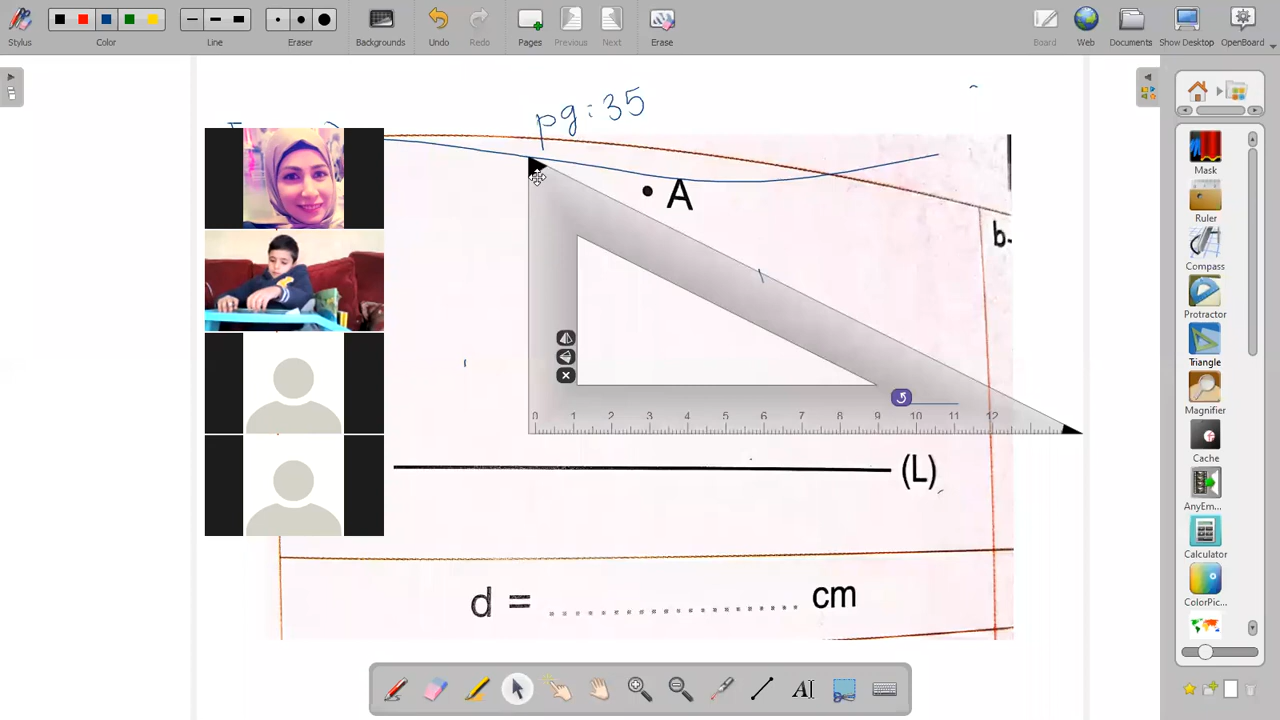 Stylus
Color
Line
Eraser
Backgrounds
Undo
Redo
Pages
Previous
Next
Erase
Board
Web
Documents
Show Desktop
OpenBoard
pg: 35
• A
b-
0 1 2 3 4 5 6 7 8 9 10 11 12
(L)
d = .................... cm
Mask
Ruler
Compass
Protractor
Triangle
Magnifier
Cache
AnyEm...
Calculator
ColorPic...